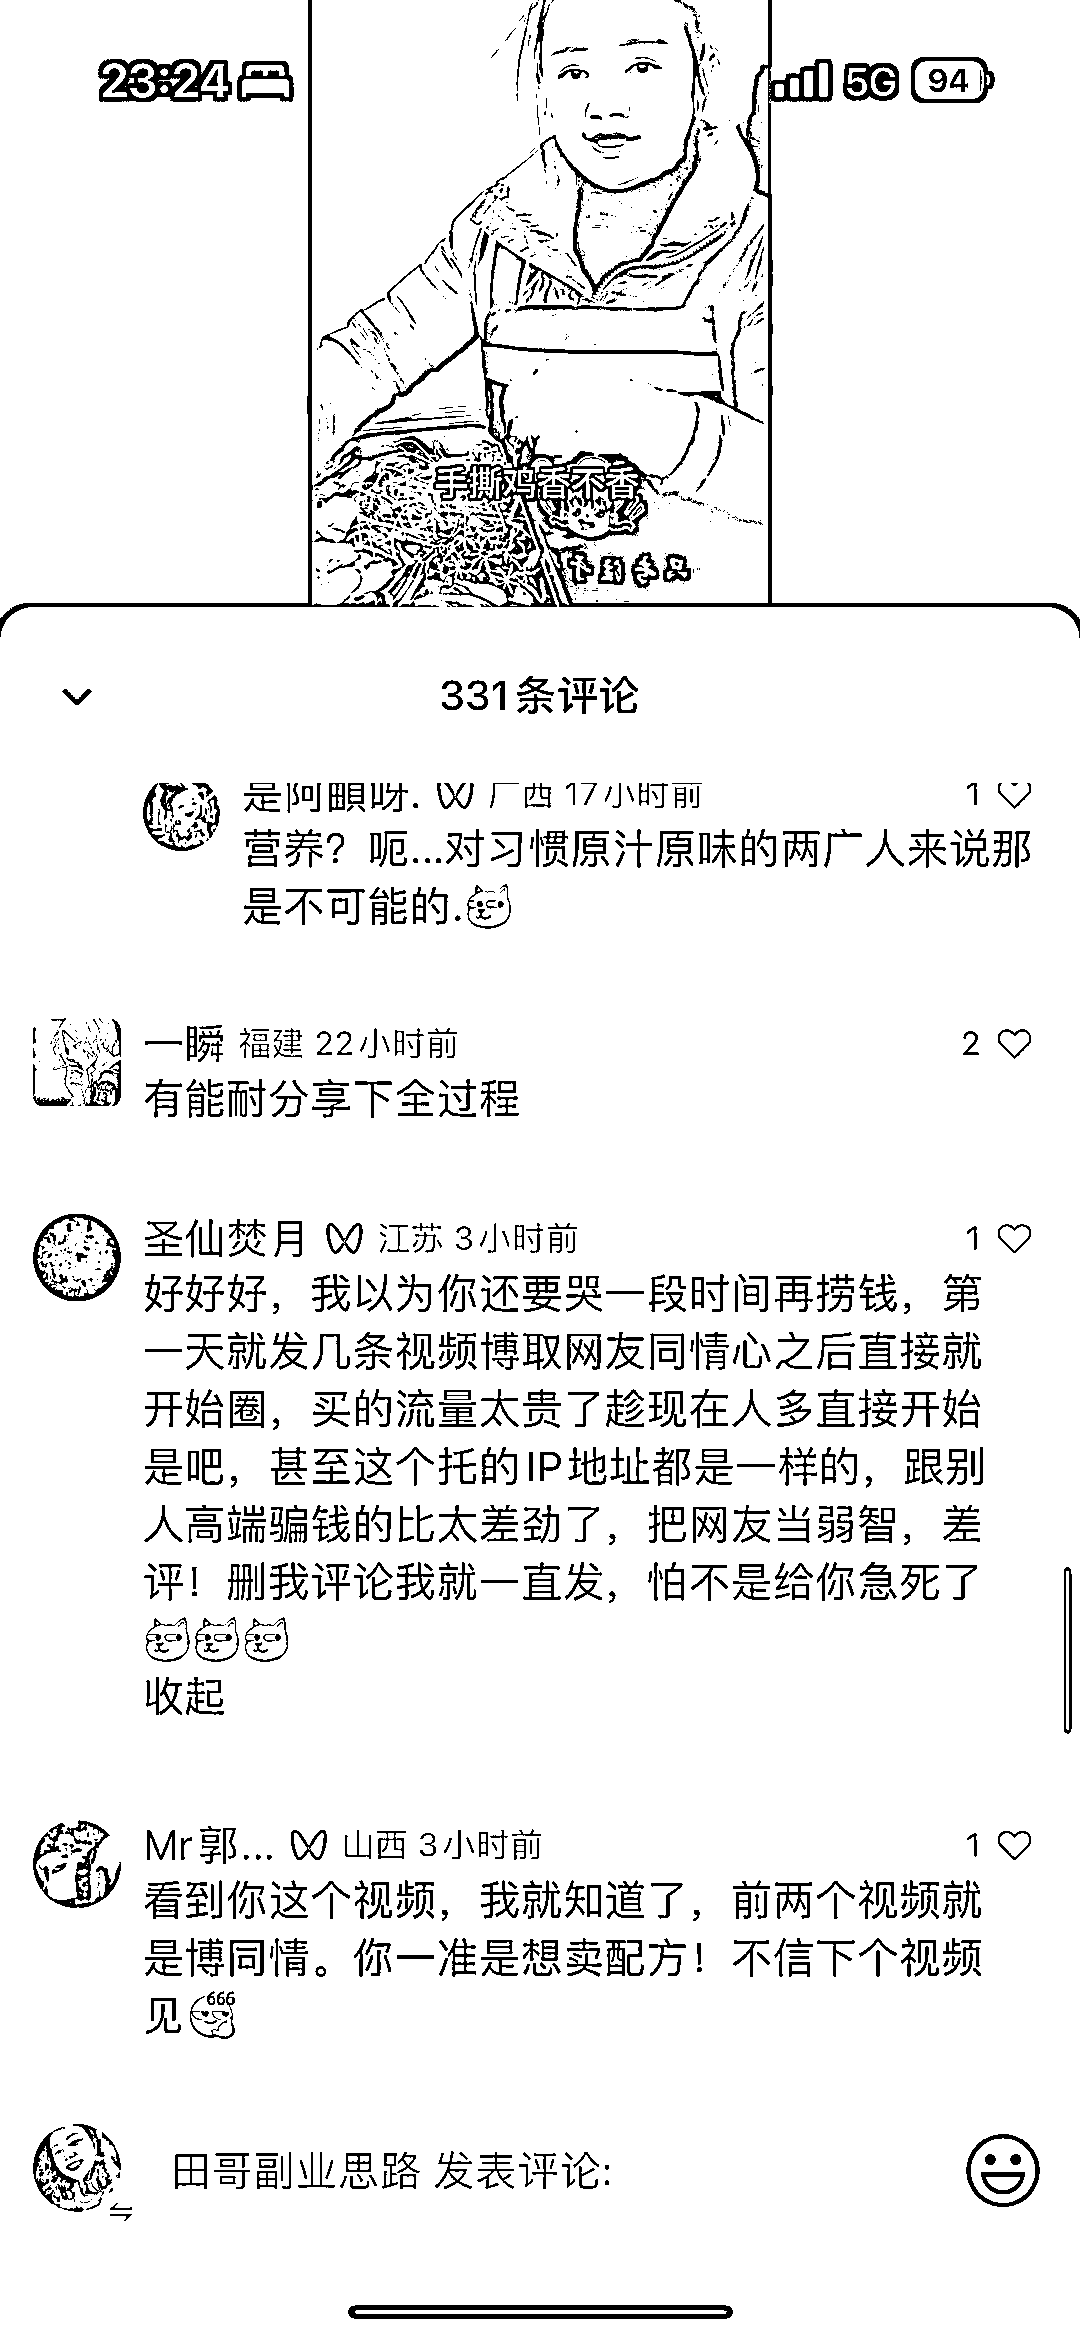 23:24
5G 94
手撕鸡香不香
331条评论
广西 17小时前 1
营养？呃...对习惯原汁原味的两广人来说那
是不可能的.
一瞬 福建 22小时前 2
有能耐分享下全过程
圣仙焚月 江苏 3小时前 1
好好好，我以为你还要哭一段时间再捞钱，第
一天就发几条视频博取网友同情心之后直接就
开始圈，买的流量太贵了趁现在人多直接开始
是吧，甚至这个托的IP地址都是一样的，跟别
人高端骗钱的比太差劲了，把网友当弱智，差
评！删我评论我就一直发，怕不是给你急死了
收起
Mr郭... 山西 3小时前 1
看到你这个视频，我就知道了，前两个视频就
是博同情。你一准是想卖配方！不信下个视频
见 666
田哥副业思路 发表评论: